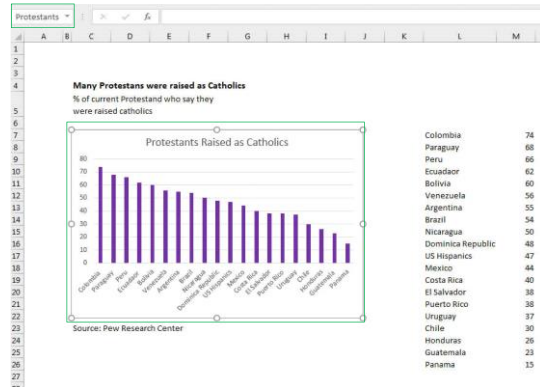 Protestants
fx
A B C D E F G H I J K L M
1
2
3
4 Many Protestans were raised as Catholics
% of current Protestand who say they
5 were raised catholics
6
7 Colombia 74
8 Paraguay 68
9 Peru 66
10 Ecuadaor 62
11 Bolivia 60
12 Venezuela 56
13 Argentina 55
14 Brazil 54
15 Nicaragua 50
16 Dominica Republic 48
17 US Hispanics 47
18 Mexico 44
19 Costa Rica 40
20 El Salvador 38
21 Puerto Rico 38
22 Uruguay 37
23 Source: Pew Research Center Chile 30
24 Honduras 26
25 Guatemala 23
26 Panama 15
27
Protestants Raised as Catholics
80
70
60
50
40
30
20
10
0
Colombia Paraguay Peru Ecuadaor Bolivia Venezuela Argentina Brazil Nicaragua Dominica Republic US Hispanics Mexico Costa Rica El Salvador Puerto Rico Uruguay Chile Honduras Guatemala Panama